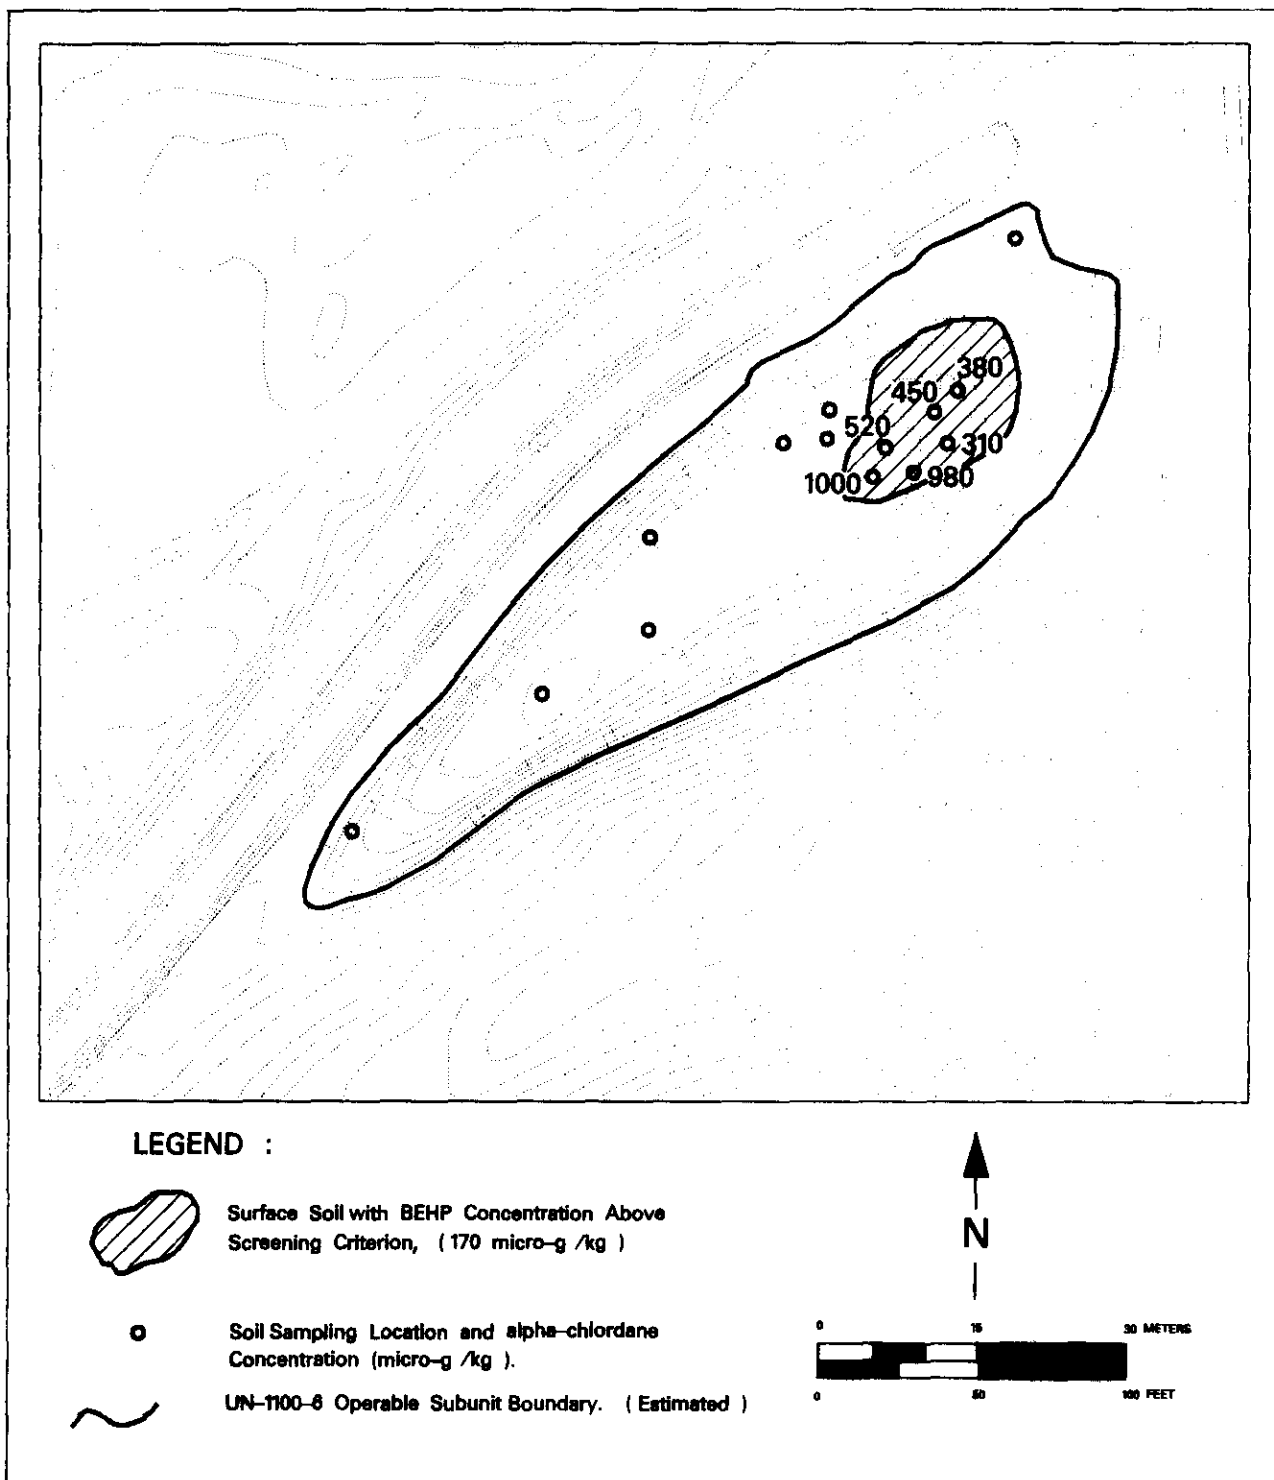 380
450
520
310
1000
980
LEGEND :
Surface Soil with BEHP Concentration Above
Screening Criterion, ( 170 micro-g /kg )
N
Soil Sampling Location and alpha-chlordane
Concentration (micro-g /kg ).
0 15 30 METERS
UN-1100-6 Operable Subunit Boundary. ( Estimated )
0 50 100 FEET